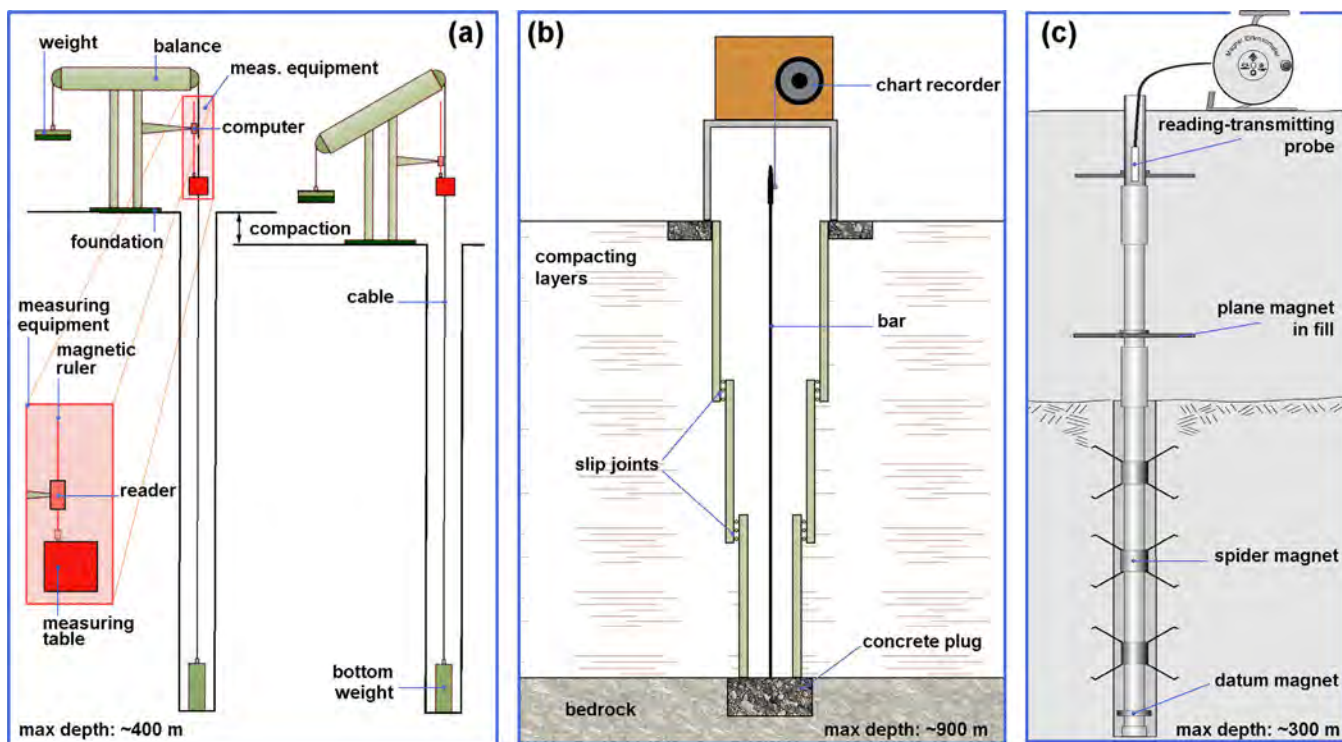 (a)
weight
balance
meas. equipment
computer
foundation
compaction
measuring
equipment
magnetic
ruler
cable
reader
measuring
table
bottom
weight
max depth: ~400 m
(b)
chart recorder
compacting
layers
bar
slip joints
concrete plug
bedrock
max depth: ~900 m
(c)
reading-transmitting
probe
plane magnet
in fill
spider magnet
datum magnet
max depth: ~300 m